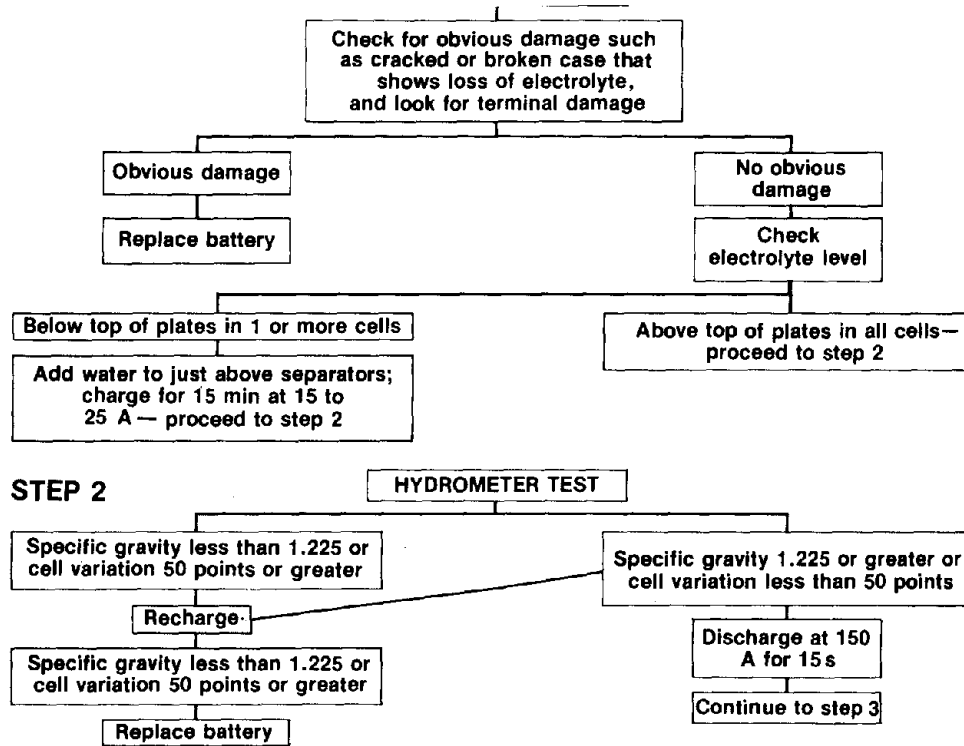 Check for obvious damage such
as cracked or broken case that
shows loss of electrolyte,
and look for terminal damage
Obvious damage
No obvious
damage
Replace battery
Check
electrolyte level
Below top of plates in 1 or more cells
Above top of plates in all cells—
proceed to step 2
Add water to just above separators;
charge for 15 min at 15 to
25 A — proceed to step 2
STEP 2
HYDROMETER TEST
Specific gravity less than 1.225 or
cell variation 50 points or greater
Specific gravity 1.225 or greater or
cell variation less than 50 points
Recharge
Discharge at 150
A for 15 s
Specific gravity less than 1.225 or
cell variation 50 points or greater
Continue to step 3
Replace battery